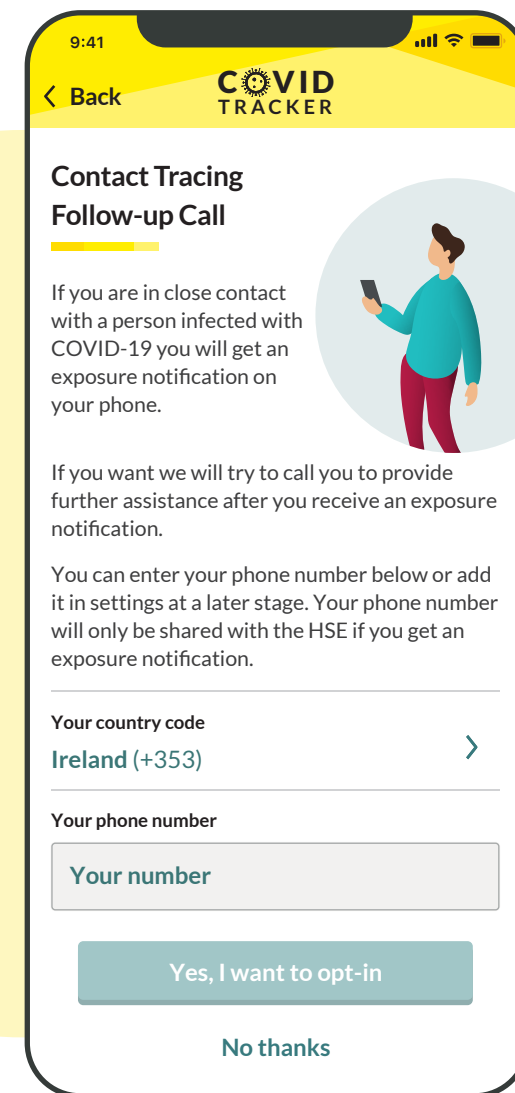 9:41
Back
COVID
TRACKER
Contact Tracing
Follow-up Call
If you are in close contact
with a person infected with
COVID-19 you will get an
exposure notification on
your phone.
If you want we will try to call you to provide
further assistance after you receive an exposure
notification.
You can enter your phone number below or add
it in settings at a later stage. Your phone number
will only be shared with the HSE if you get an
exposure notification.
Your country code
Ireland (+353)
Your phone number
Your number
Yes, I want to opt-in
No thanks